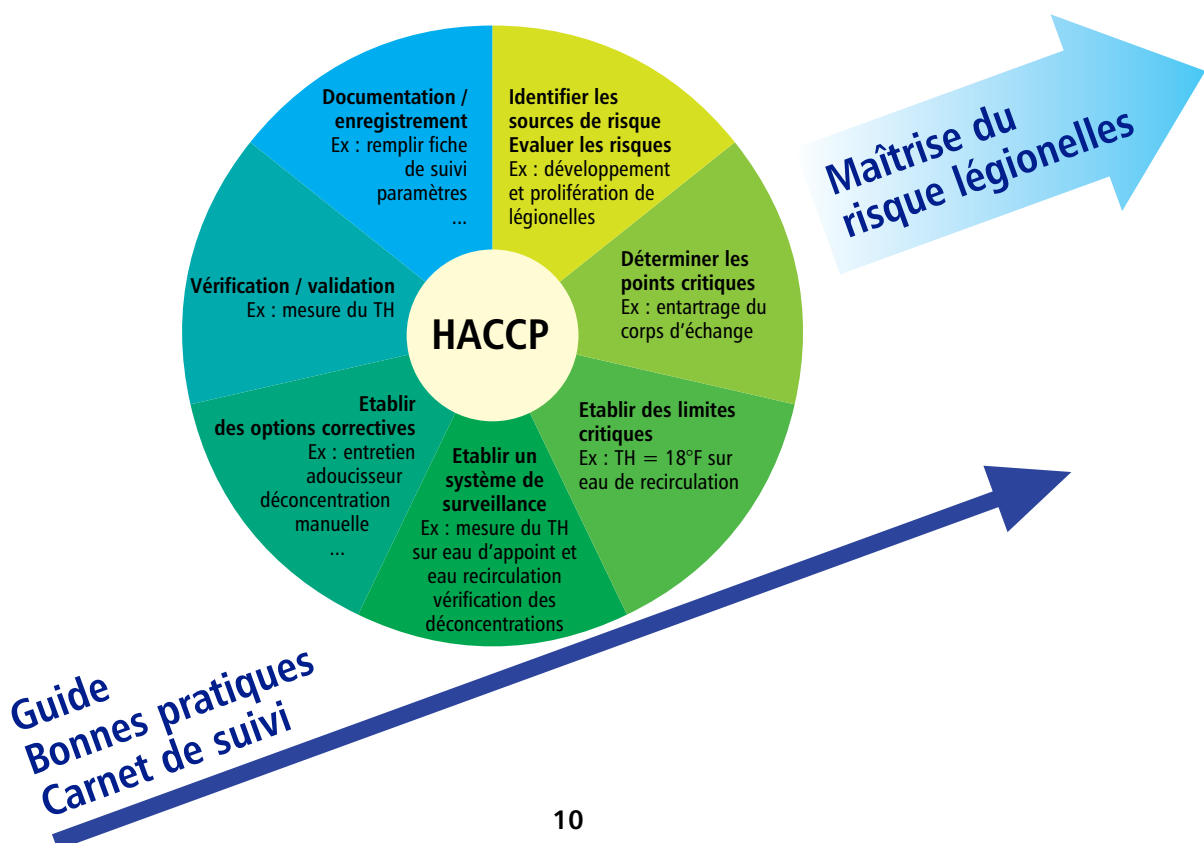 Documentation /
enregistrement
Ex : remplir fiche
de suivi
paramètres
...
Identifier les
sources de risque
Evaluer les risques
Ex : développement
et prolifération de
légionelles
Déterminer les
points critiques
Ex : entartrage du
corps d'échange
Etablir des limites
critiques
Ex : TH = 18°F sur
eau de recirculation
Etablir un
système de
surveillance
Ex : mesure du TH
sur eau d'appoint et
eau recirculation
vérification des
déconcentrations
Etablir
des options correctives
Ex : entretien
adoucisseur
déconcentration
manuelle
...
Vérification / validation
Ex : mesure du TH
HACCP
Maîtrise du
risque légionelles
Guide
Bonnes pratiques
Carnet de suivi
10